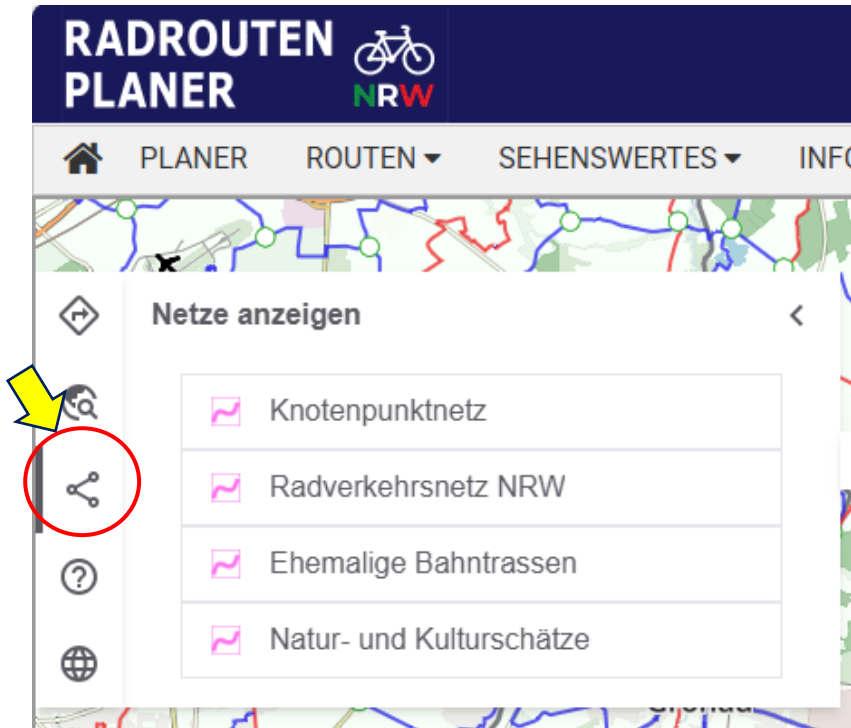 RADROUTEN
PLANER
NRW
PLANER ROUTEN SEHENSWERTES
Netze anzeigen
Knotenpunktnetz
Radverkehrsnetz NRW
Ehemalige Bahntrassen
Natur- und Kulturschätze